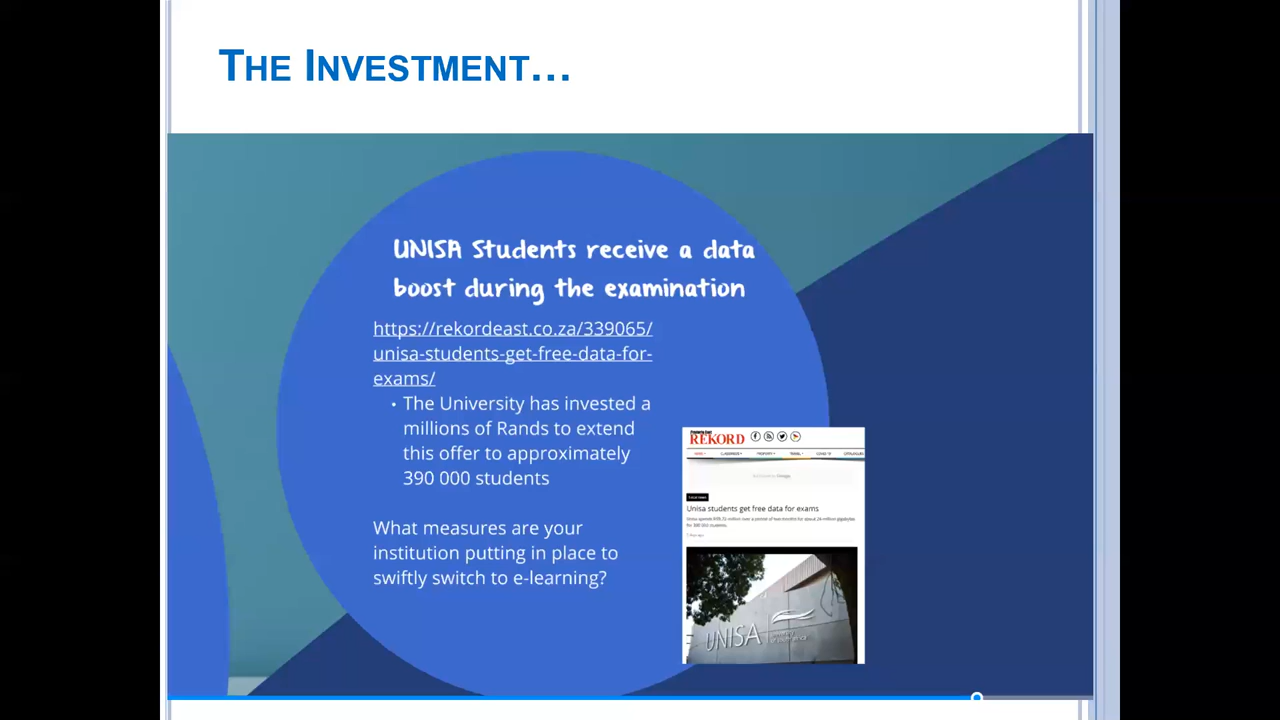 THE INVESTMENT...
UNISA Students receive a data
boost during the examination
https://rekordeast.co.za/339065/
unisa-students-get-free-data-for-
exams/
• The University has invested a
millions of Rands to extend
this offer to approximately
390 000 students
What measures are your
institution putting in place to
swiftly switch to e-learning?
REKORD
Unisa students get free data for exams
UNISA